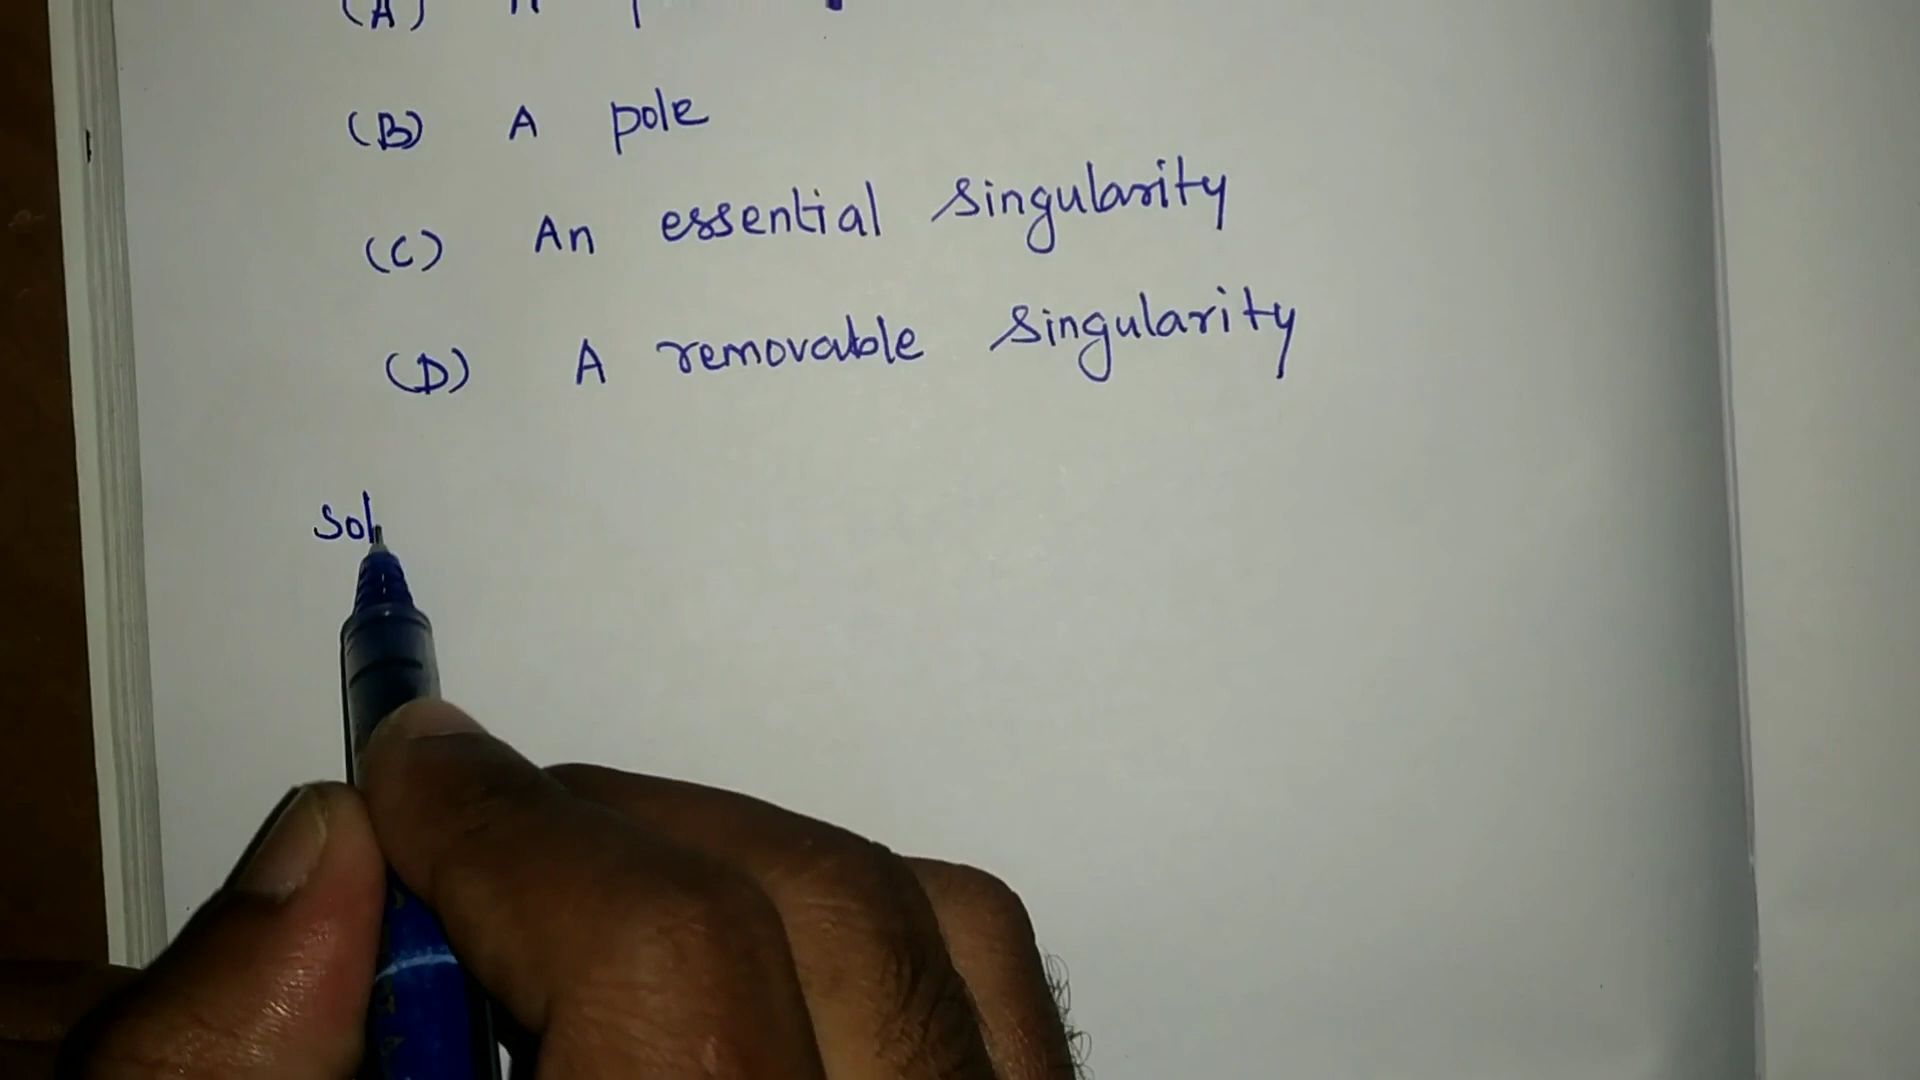 (A)
(B) A pole
(C) An essential singularity
(D) A removable singularity
Sol